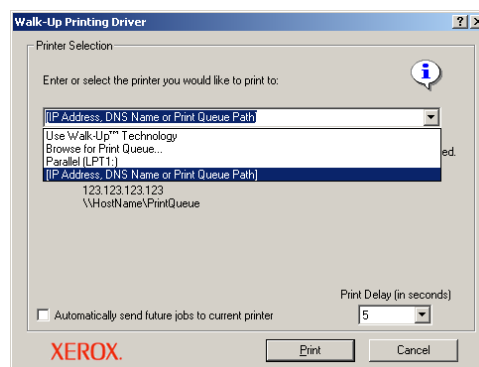 Walk-Up Printing Driver
Printer Selection
Enter or select the printer you would like to print to:
[IP Address, DNS Name or Print Queue Path]
Use Walk-Up™ Technology
Browse for Print Queue...
Parallel (LPT1:)
[IP Address, DNS Name or Print Queue Path]
ed.
123.123.123.123
\\HostName\PrintQueue
Print Delay (in seconds)
Automatically send future jobs to current printer
5
XEROX.
Print
Cancel